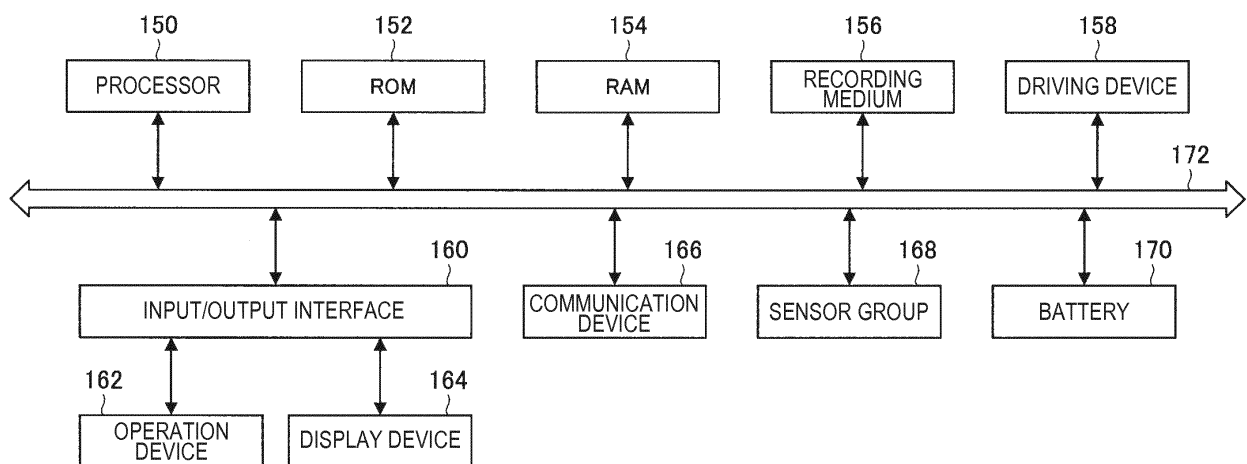 150
152
154
156
158
PROCESSOR
ROM
RAM
RECORDING
MEDIUM
DRIVING DEVICE
172
160
166
168
170
INPUT/OUTPUT INTERFACE
COMMUNICATION
DEVICE
SENSOR GROUP
BATTERY
162
164
OPERATION
DEVICE
DISPLAY DEVICE